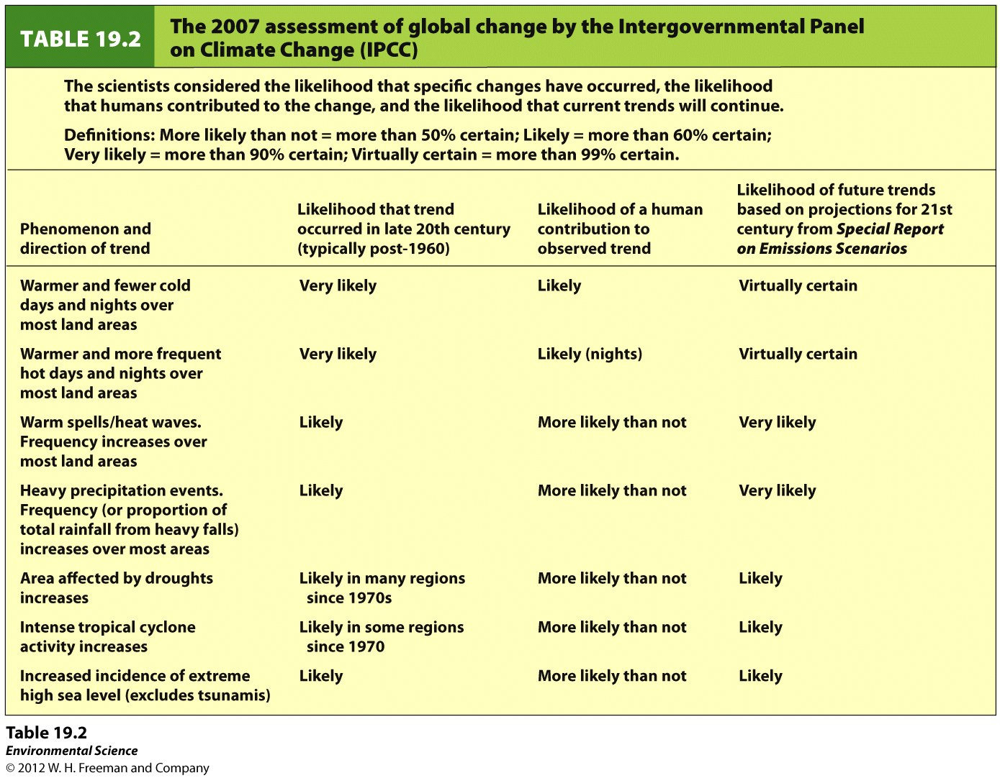 TABLE 19.2
The 2007 assessment of global change by the Intergovernmental Panel
on Climate Change (IPCC)
The scientists considered the likelihood that specific changes have occurred, the likelihood
that humans contributed to the change, and the likelihood that current trends will continue.
Definitions: More likely than not = more than 50% certain; Likely = more than 60% certain;
Very likely = more than 90% certain; Virtually certain = more than 99% certain.
Phenomenon and
direction of trend
Likelihood that trend
occurred in late 20th century
(typically post-1960)
Likelihood of a human
contribution to
observed trend
Likelihood of future trends
based on projections for 21st
century from Special Report
on Emissions Scenarios
Warmer and fewer cold
days and nights over
most land areas
Very likely
Likely
Virtually certain
Warmer and more frequent
hot days and nights over
most land areas
Very likely
Likely (nights)
Virtually certain
Warm spells/heat waves.
Frequency increases over
most land areas
Likely
More likely than not
Very likely
Heavy precipitation events.
Frequency (or proportion of
total rainfall from heavy falls)
increases over most areas
Likely
More likely than not
Very likely
Area affected by droughts
increases
Likely in many regions
since 1970s
More likely than not
Likely
Intense tropical cyclone
activity increases
Likely in some regions
since 1970
More likely than not
Likely
Increased incidence of extreme
high sea level (excludes tsunamis)
Likely
More likely than not
Likely
Table 19.2
Environmental Science
© 2012 W. H. Freeman and Company